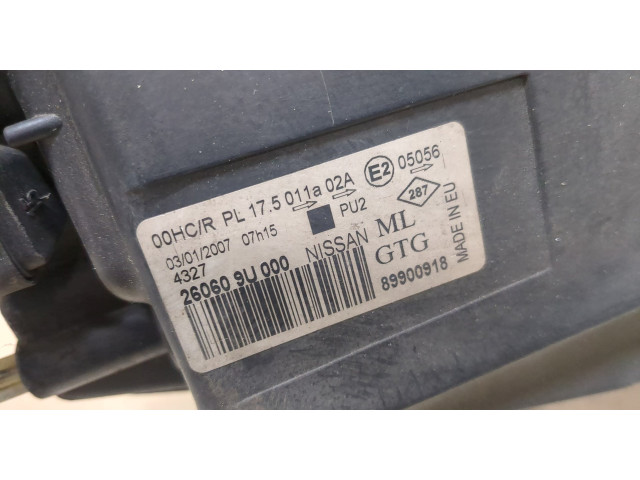 00HC/R PL 17.5 011a 02A E2 05056
03/01/2007 07h15 PU2 287
4327
26060 9U 000 NISSAN ML
GTG
89900918
MADE IN EU